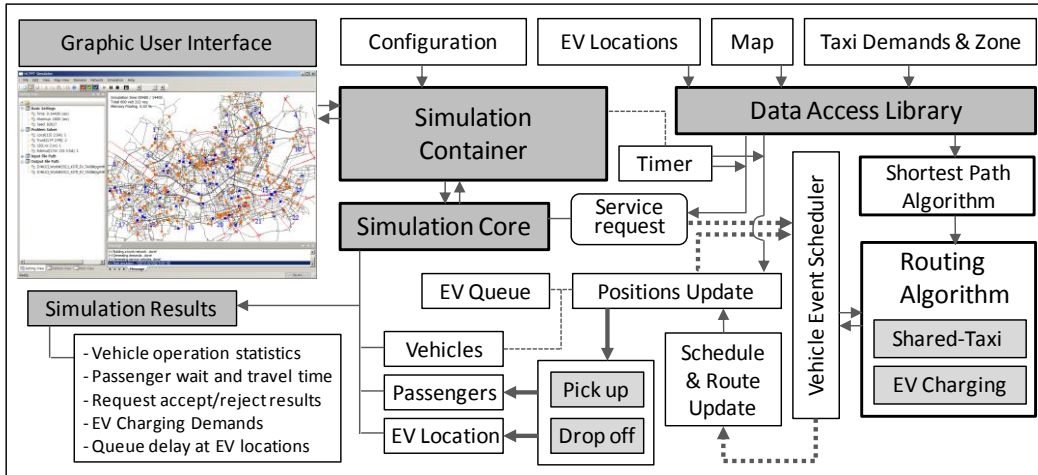 Graphic User Interface
Configuration
EV Locations
Map
Taxi Demands & Zone
Simulation
Container
Data Access Library
Timer
Shortest Path
Algorithm
Simulation Core
Service
request
Vehicle Event Scheduler
Routing
Algorithm
Shared-Taxi
EV Charging
EV Queue
Positions Update
Simulation Results
- Vehicle operation statistics
- Passenger wait and travel time
- Request accept/reject results
- EV Charging Demands
- Queue delay at EV locations
Vehicles
Passengers
EV Location
Pick up
Drop off
Schedule
& Route
Update